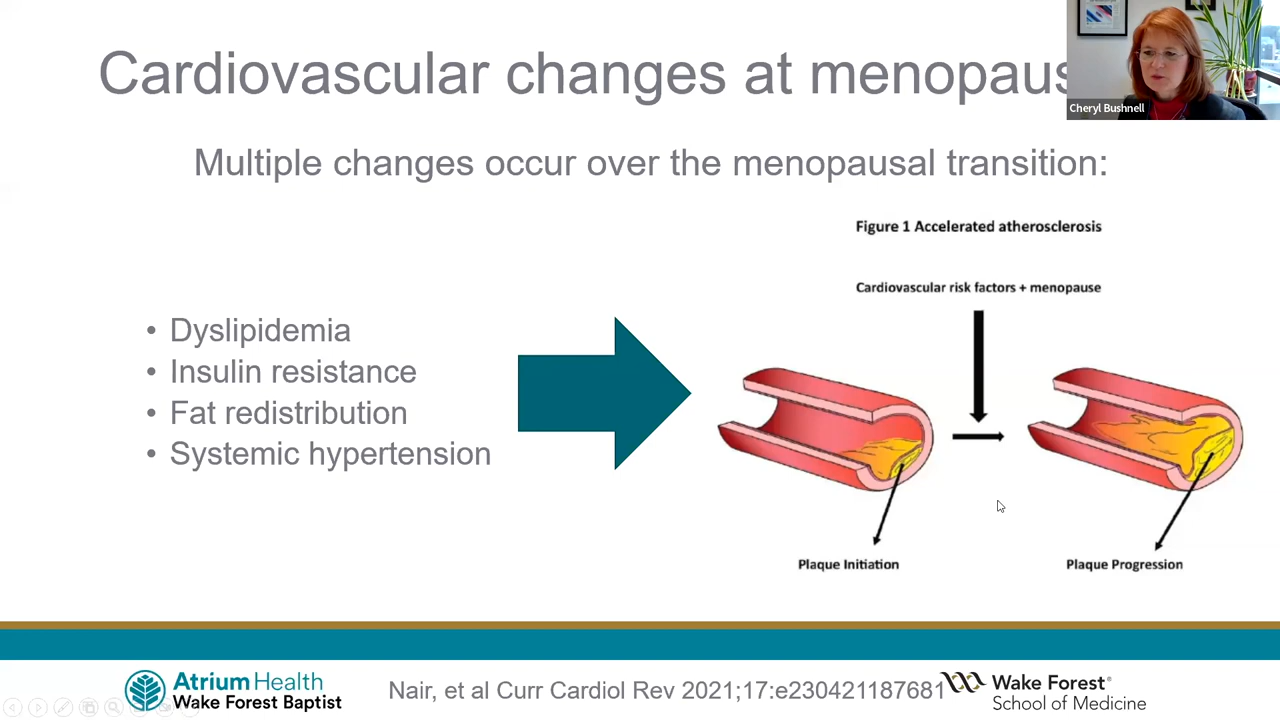 Cardiovascular changes at menopaus
Cheryl Bushnell
Multiple changes occur over the menopausal transition:
Figure 1 Accelerated atherosclerosis
Cardiovascular risk factors + menopause
• Dyslipidemia
• Insulin resistance
• Fat redistribution
• Systemic hypertension
Plaque Initiation
Plaque Progression
Atrium Health
Wake Forest Baptist
Nair, et al Curr Cardiol Rev 2021;17:e230421187681
Wake Forest®
School of Medicine